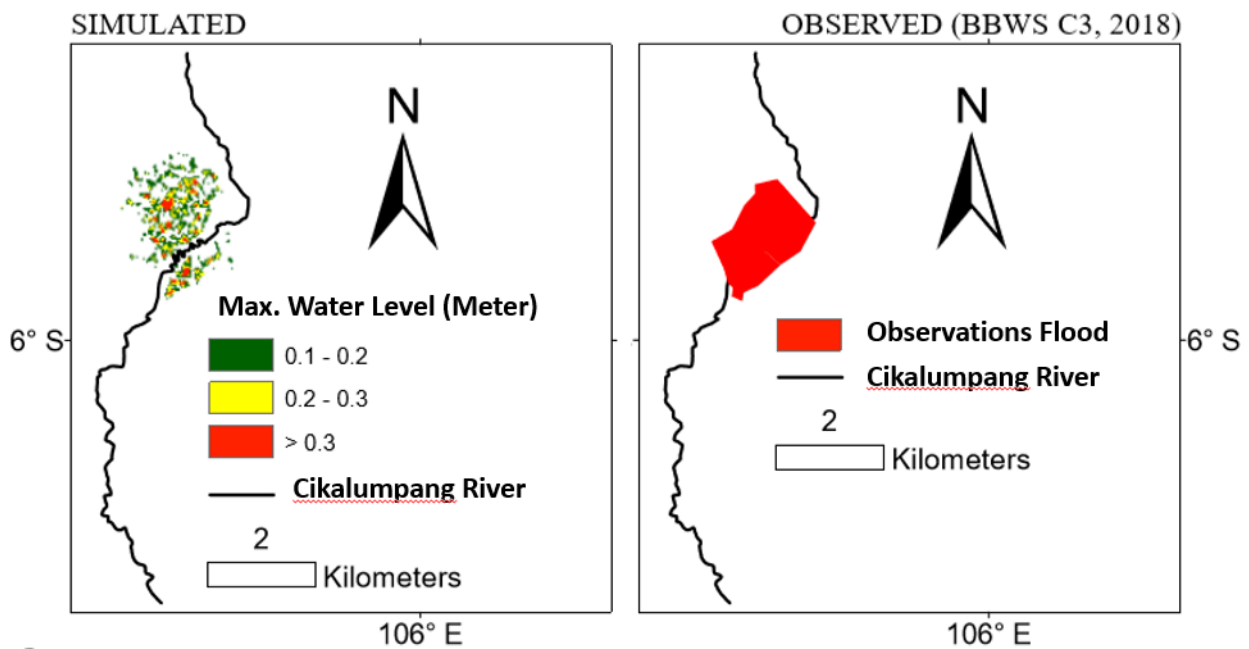 SIMULATED
OBSERVED (BBWS C3, 2018)
N
N
Max. Water Level (Meter)
0.1 - 0.2
0.2 - 0.3
> 0.3
Cikalumpang River
2
Kilometers
6° S
Observations Flood
Cikalumpang River
2
Kilometers
6° S
106° E
106° E